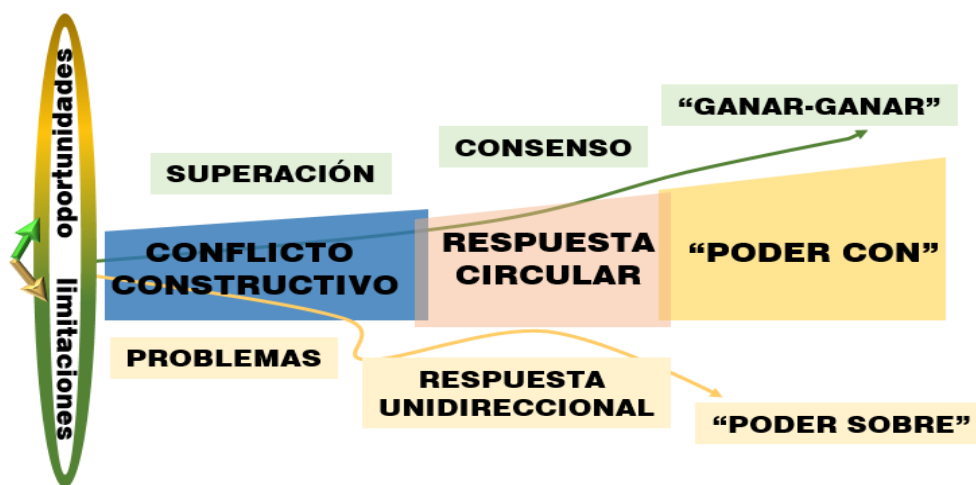 oportunidades
limitaciones
SUPERACIÓN
CONSENSO
“GANAR-GANAR”
CONFLICTO
CONSTRUCTIVO
RESPUESTA
CIRCULAR
“PODER CON”
PROBLEMAS
RESPUESTA
UNIDIRECCIONAL
“PODER SOBRE”